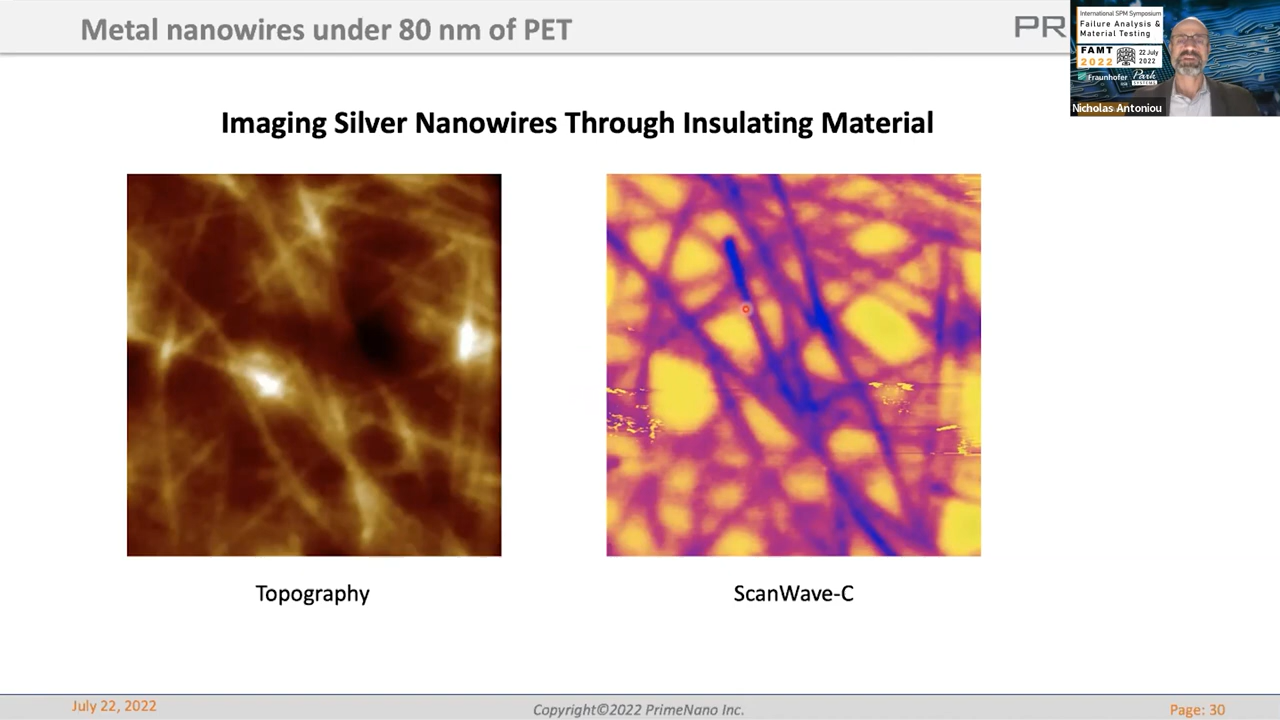 Metal nanowires under 80 nm of PET
PR
International SPM Symposium
Failure Analysis &
Material Testing
FAMT
2022
22 July
2022
Fraunhofer
Park
SYSTEMS
Nicholas Antoniou
Imaging Silver Nanowires Through Insulating Material
Topography
ScanWave-C
July 22, 2022
Copyright©2022 PrimeNano Inc.
Page: 30